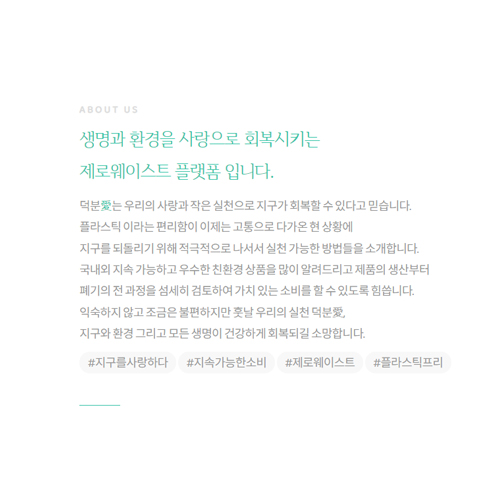 ABOUT US
생명과 환경을 사랑으로 회복시키는
제로웨이스트 플랫폼 입니다.
덕분愛는 우리의 사랑과 작은 실천으로 지구가 회복할 수 있다고 믿습니다.
플라스틱 이라는 편리함이 이제는 고통으로 다가온 현 상황에
지구를 되돌리기 위해 적극적으로 나서서 실천 가능한 방법들을 소개합니다.
국내외 지속 가능하고 우수한 친환경 상품을 많이 알려드리고 제품의 생산부터
폐기의 전 과정을 섬세히 검토하여 가치 있는 소비를 할 수 있도록 힘씁니다.
익숙하지 않고 조금은 불편하지만 훗날 우리의 실천 덕분愛,
지구와 환경 그리고 모든 생명이 건강하게 회복되길 소망합니다.
#지구를사랑하다 #지속가능한소비 #제로웨이스트 #플라스틱프리